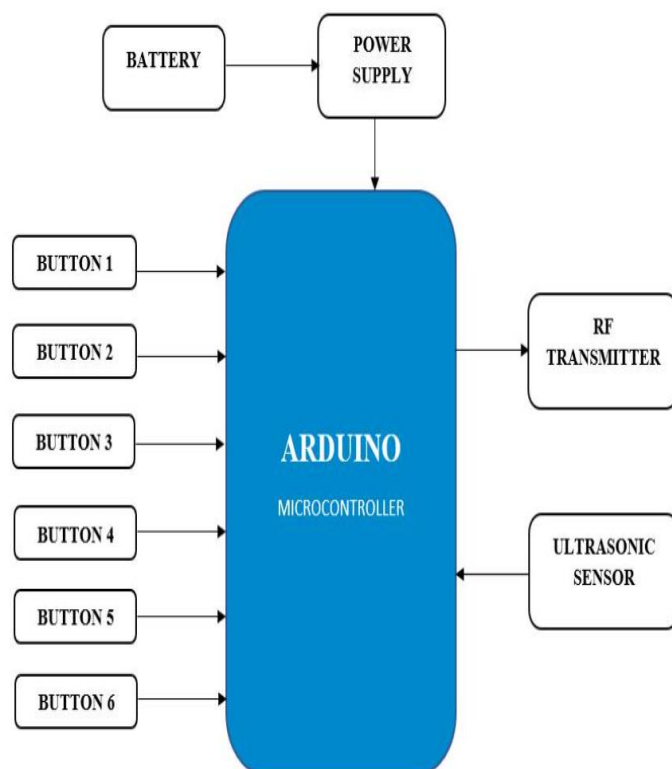 BATTERY
POWER
SUPPLY
BUTTON 1
BUTTON 2
BUTTON 3
BUTTON 4
BUTTON 5
BUTTON 6
ARDUINO
MICROCONTROLLER
RF
TRANSMITTER
ULTRASONIC
SENSOR